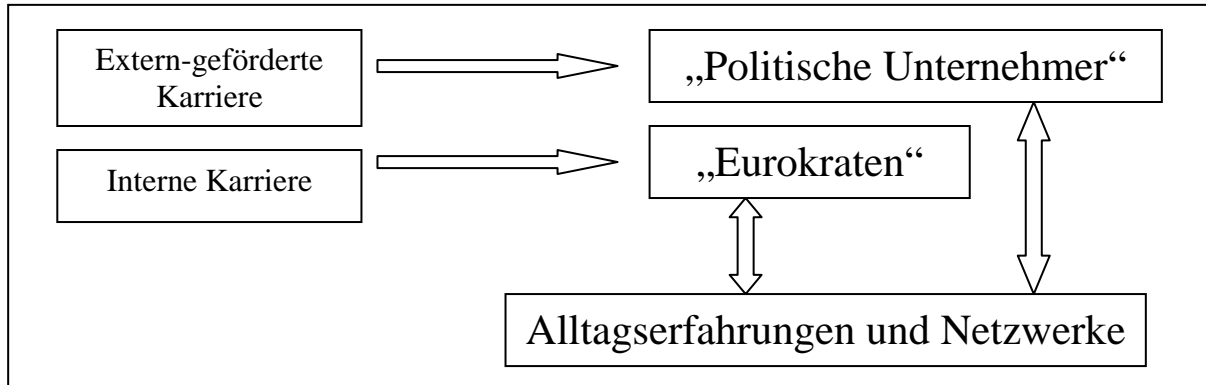 Extern-geförderte
Karriere
„Politische Unternehmer“
Interne Karriere
„Eurokraten“
Alltagserfahrungen und Netzwerke